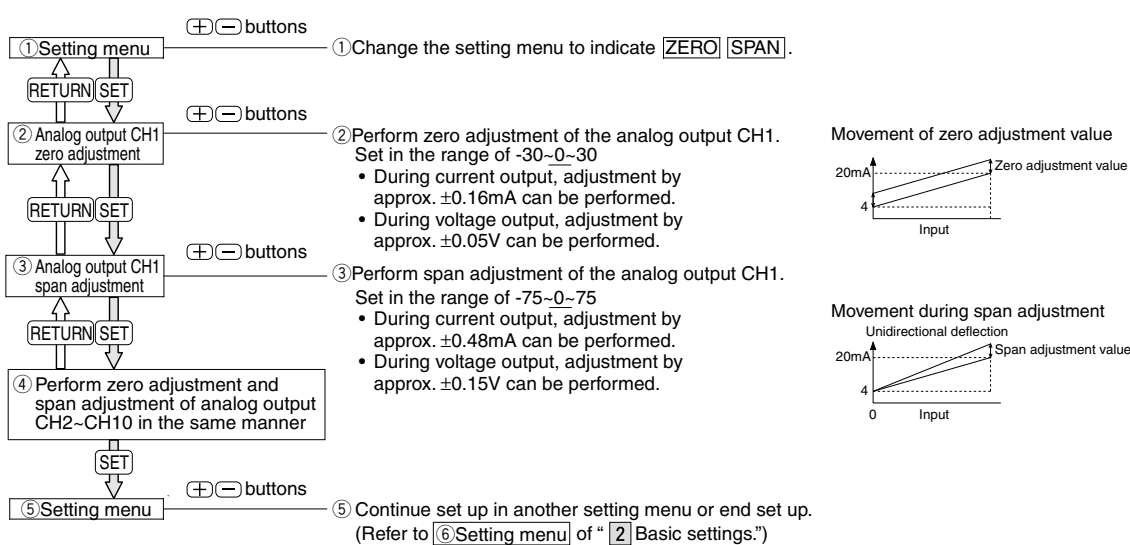 ⊕⊖ buttons
①Setting menu
①Change the setting menu to indicate ZERO SPAN.
RETURN SET
⊕⊖ buttons
② Analog output CH1
zero adjustment
②Perform zero adjustment of the analog output CH1.
Set in the range of -30~0~30
• During current output, adjustment by
approx. ±0.16mA can be performed.
• During voltage output, adjustment by
approx. ±0.05V can be performed.
Movement of zero adjustment value
20mA
Zero adjustment value
4
Input
RETURN SET
⊕⊖ buttons
③ Analog output CH1
span adjustment
③Perform span adjustment of the analog output CH1.
Set in the range of -75~0~75
• During current output, adjustment by
approx. ±0.48mA can be performed.
• During voltage output, adjustment by
approx. ±0.15V can be performed.
Movement during span adjustment
Unidirectional deflection
20mA
Span adjustment value
4
0 Input
RETURN SET
④ Perform zero adjustment and
span adjustment of analog output
CH2~CH10 in the same manner
SET
⊕⊖ buttons
⑤Setting menu
⑤ Continue set up in another setting menu or end set up.
(Refer to ⑥Setting menu of “ 2 Basic settings.”)